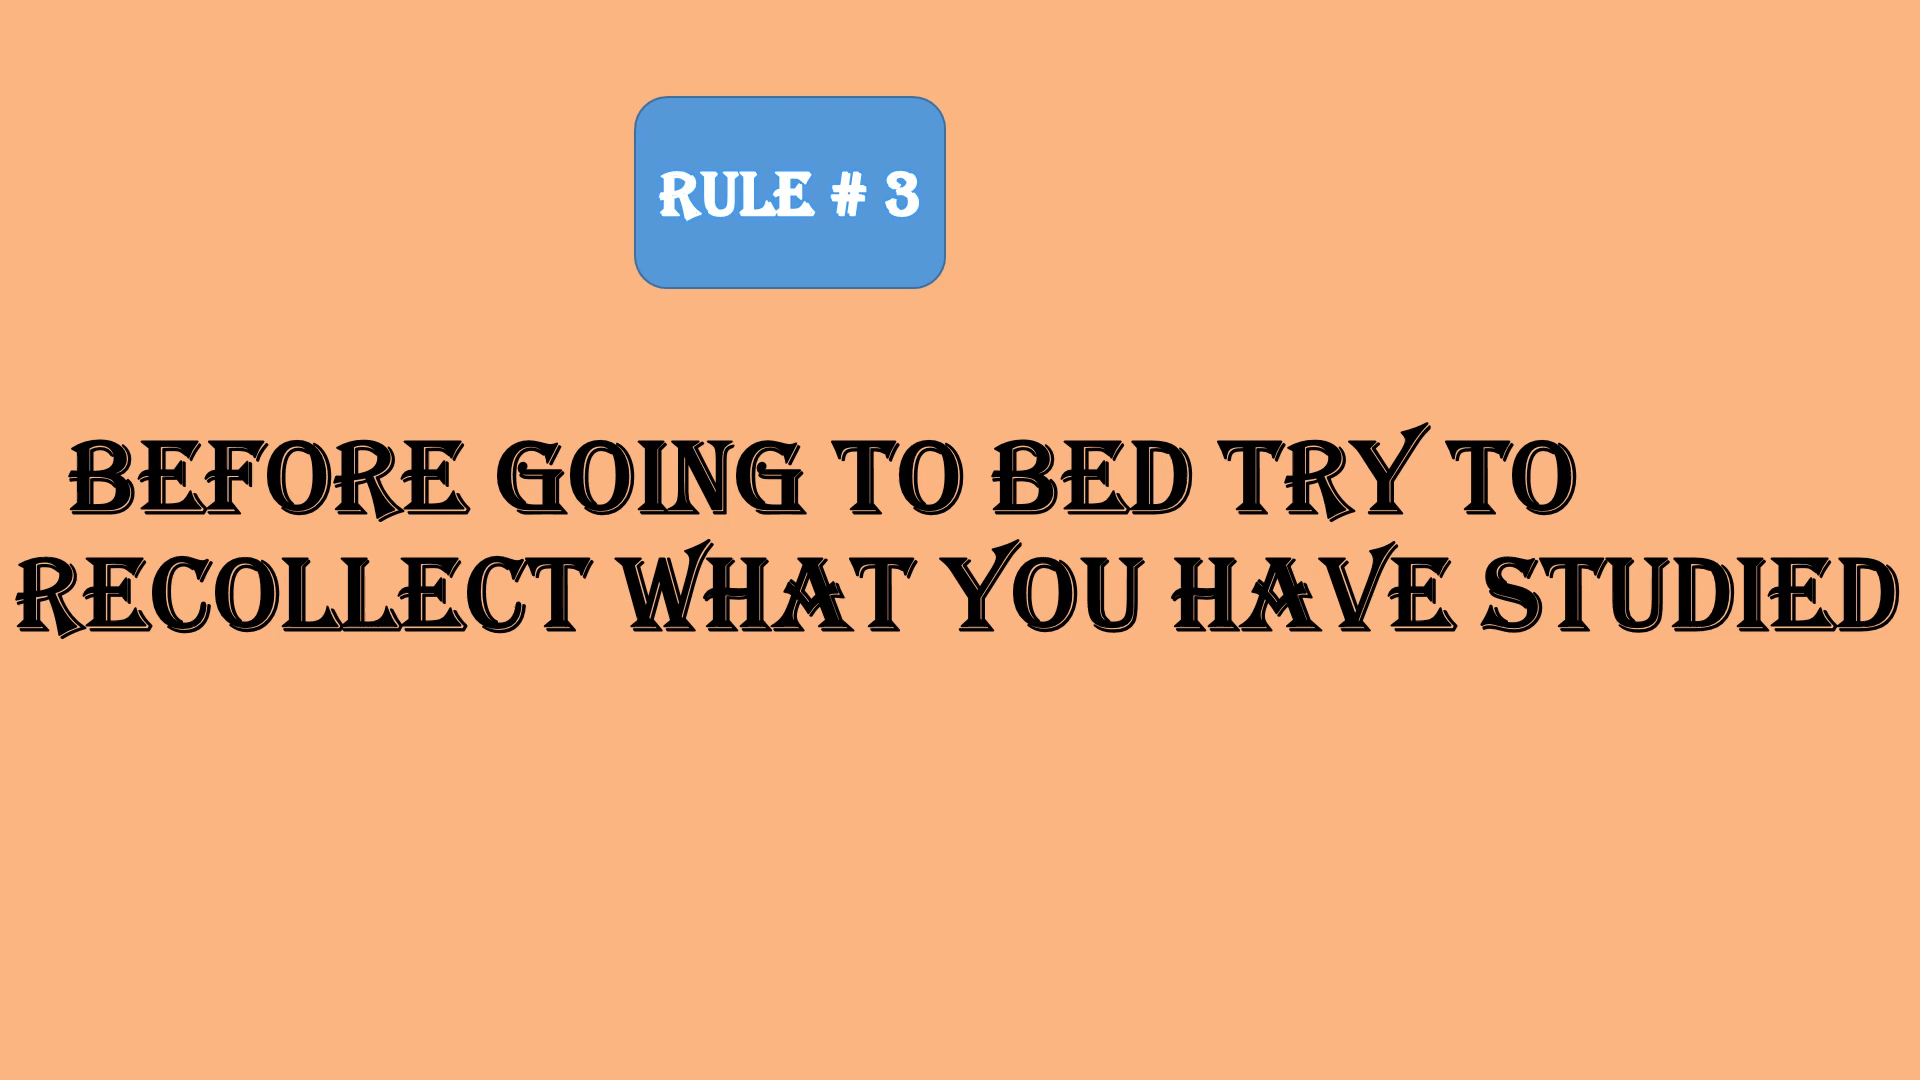 RULE # 3
BEFORE GOING TO BED TRY TO
RECOLLECT WHAT YOU HAVE STUDIED